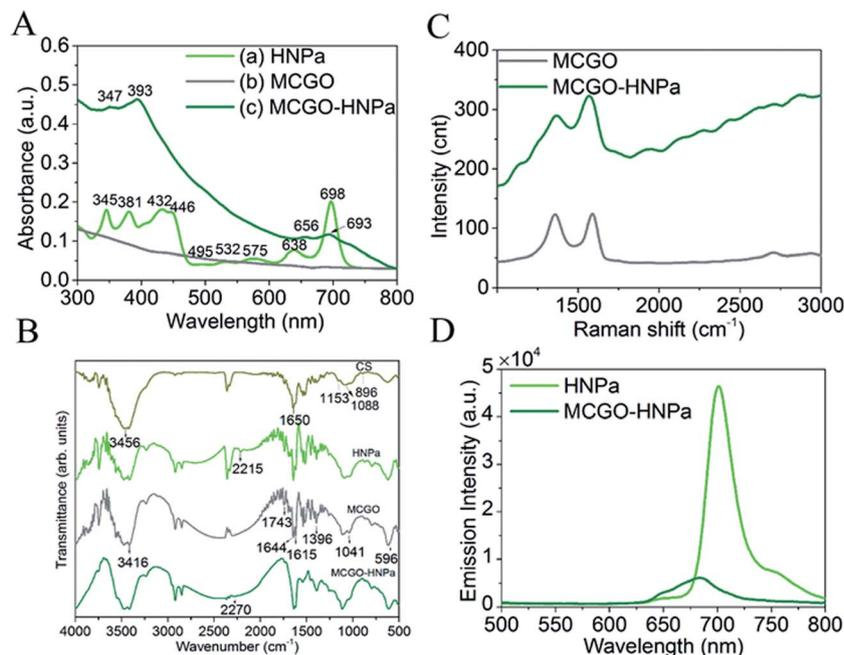 A
0.6
0.5
0.4
0.3
0.2
0.1
0.0
Absorbance (a.u.)
(a) HNPa
(b) MCGO
(c) MCGO-HNPa
347 393
345 381 432 446
495 532 575 638 656 698 693
300 400 500 600 700 800
Wavelength (nm)
C
400
300
200
100
0
Intensity (cnt)
MCGO
MCGO-HNPa
1500 2000 2500 3000
Raman shift (cm-1)
B
Transmittance (arb. units)
CS
1153 896
1088
3456
1650
HNPa
2215
MCGO
1743
1644 1615 1396 1041 596
3416
MCGO-HNPa
2270
4000 3500 3000 2500 2000 1500 1000 500
Wavenumber (cm-1)
D
×10⁴
5
4
3
2
1
0
Emission Intensity (a.u.)
HNPa
MCGO-HNPa
500 550 600 650 700 750 800
Wavelength (nm)